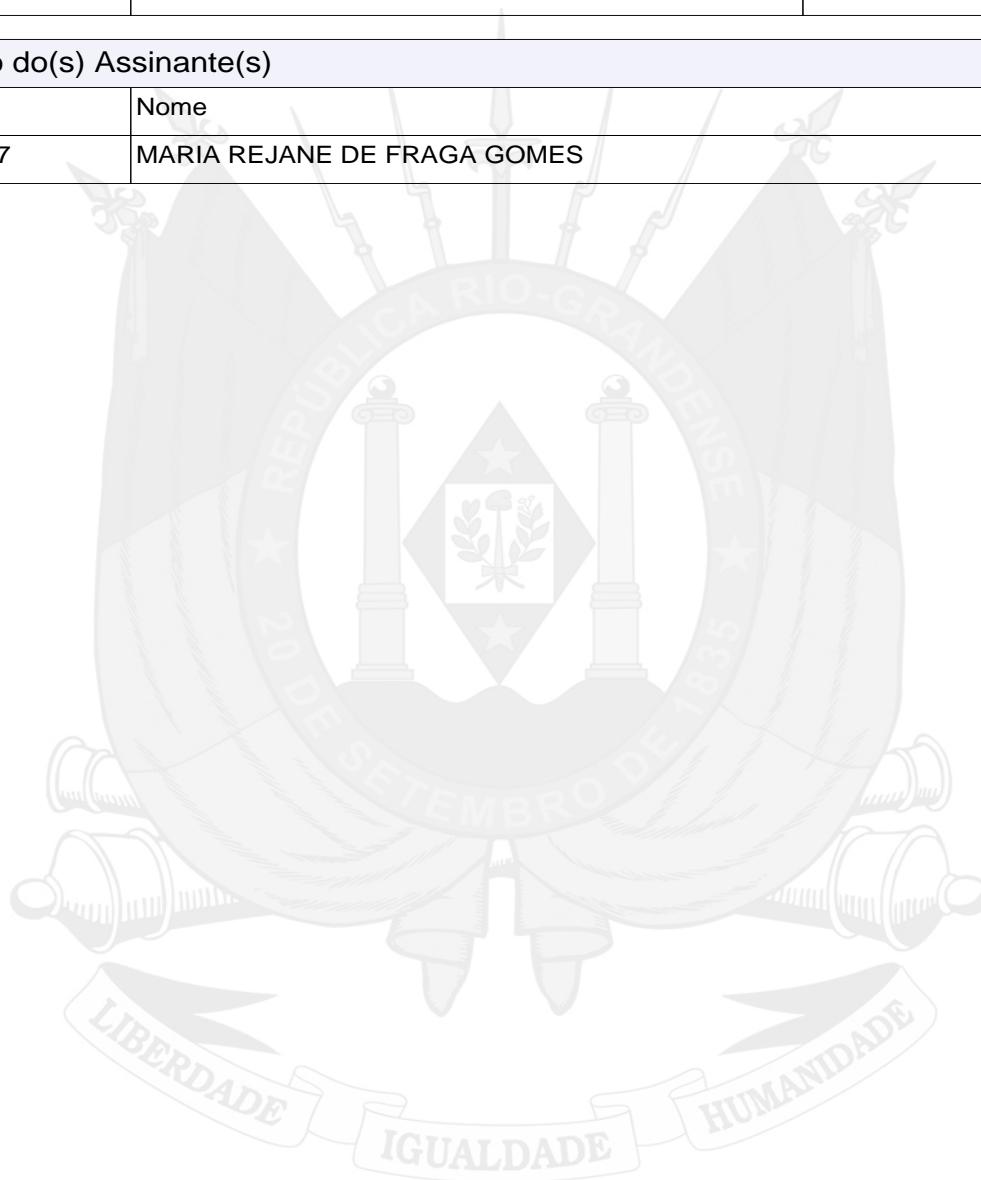 do(s) Assinante(s)
Nome
7 MARIA REJANE DE FRAGA GOMES
REPÚBLICA RIO-GRANDENSE
★ 20 DE SETEMBRO DE 1835 ★
LIBERDADE
IGUALDADE
HUMANIDADE